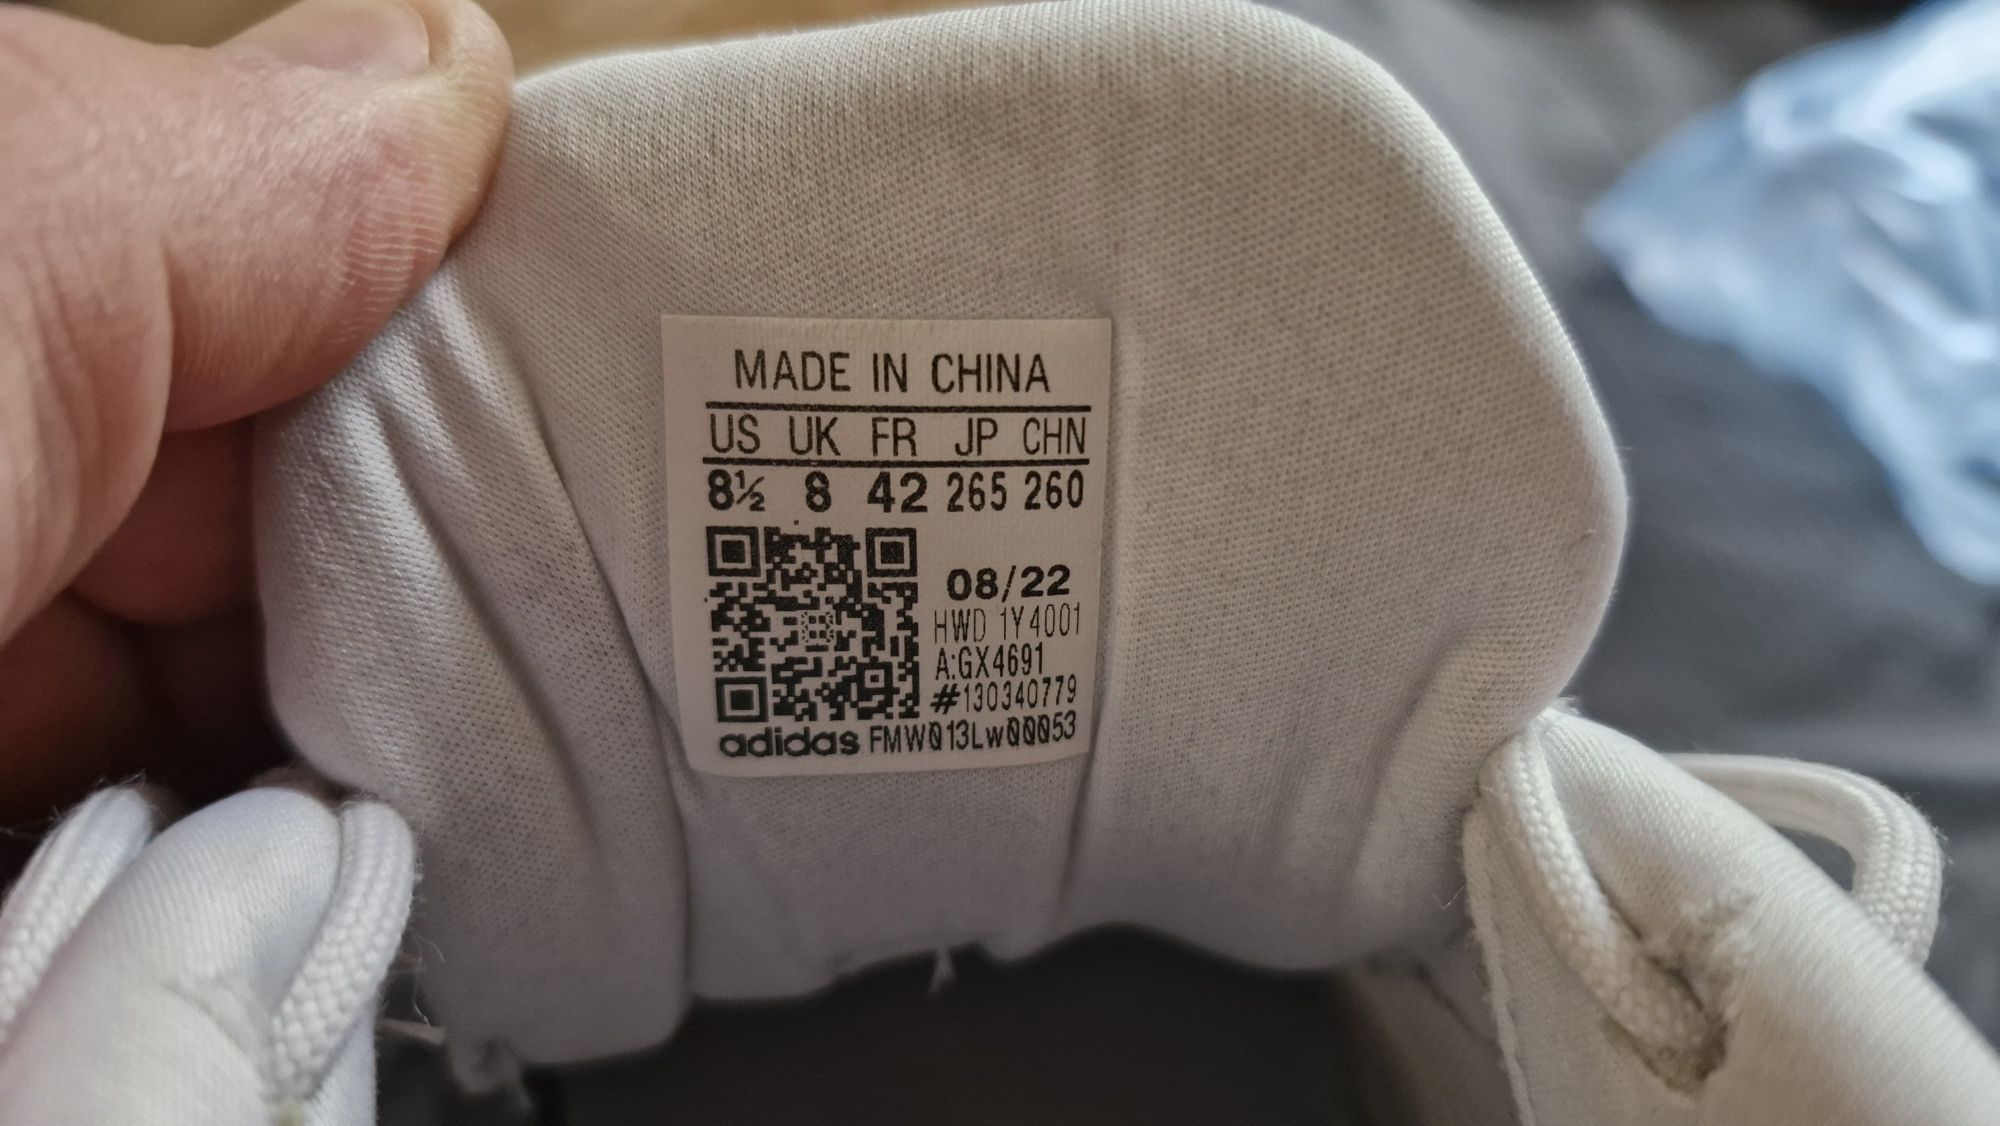 MADE IN CHINA
US UK FR JP CHN
8½ 8 42 265 260
08/22
HWD 1Y4001
A:GX4691
#130340779
adidas FMW013Lw00053